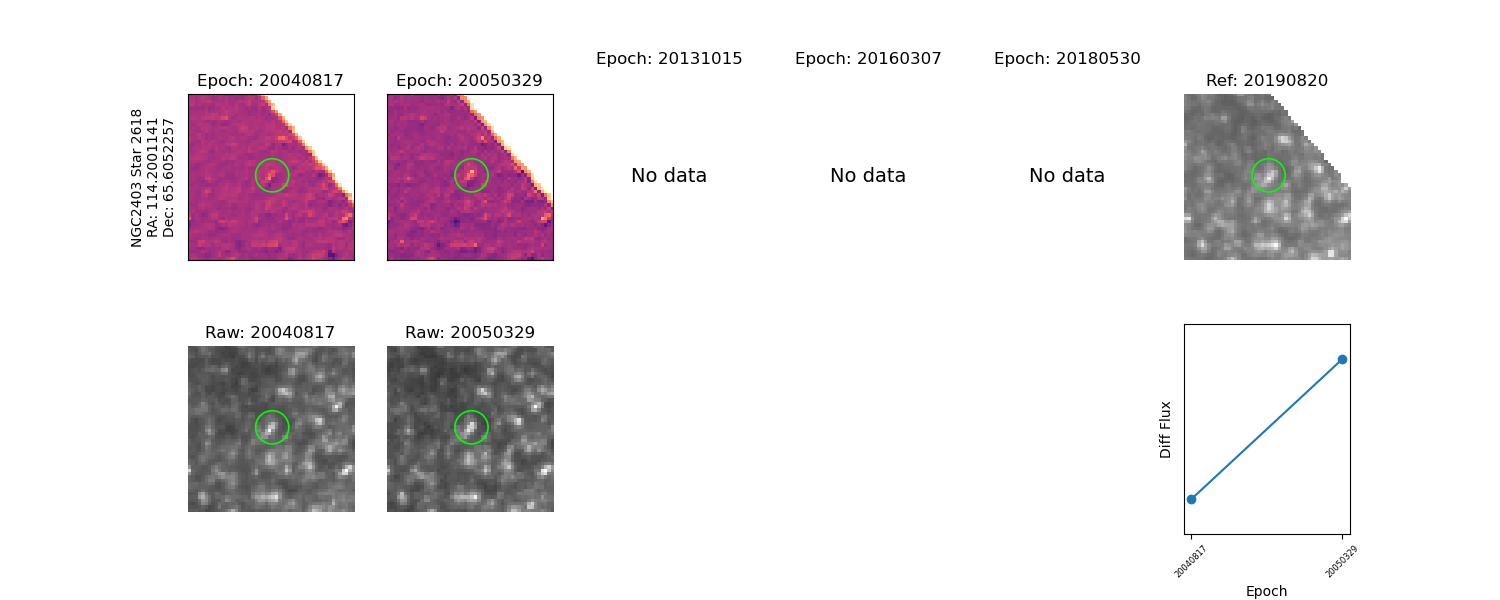 Epoch: 20040817
Epoch: 20050329
Epoch: 20131015
Epoch: 20160307
Epoch: 20180530
Ref: 20190820
NGC2403 Star 2618
RA: 114.2001141
Dec: 65.6052257
No data
No data
No data
Raw: 20040817
Raw: 20050329
Diff Flux
20040817
20050329
Epoch